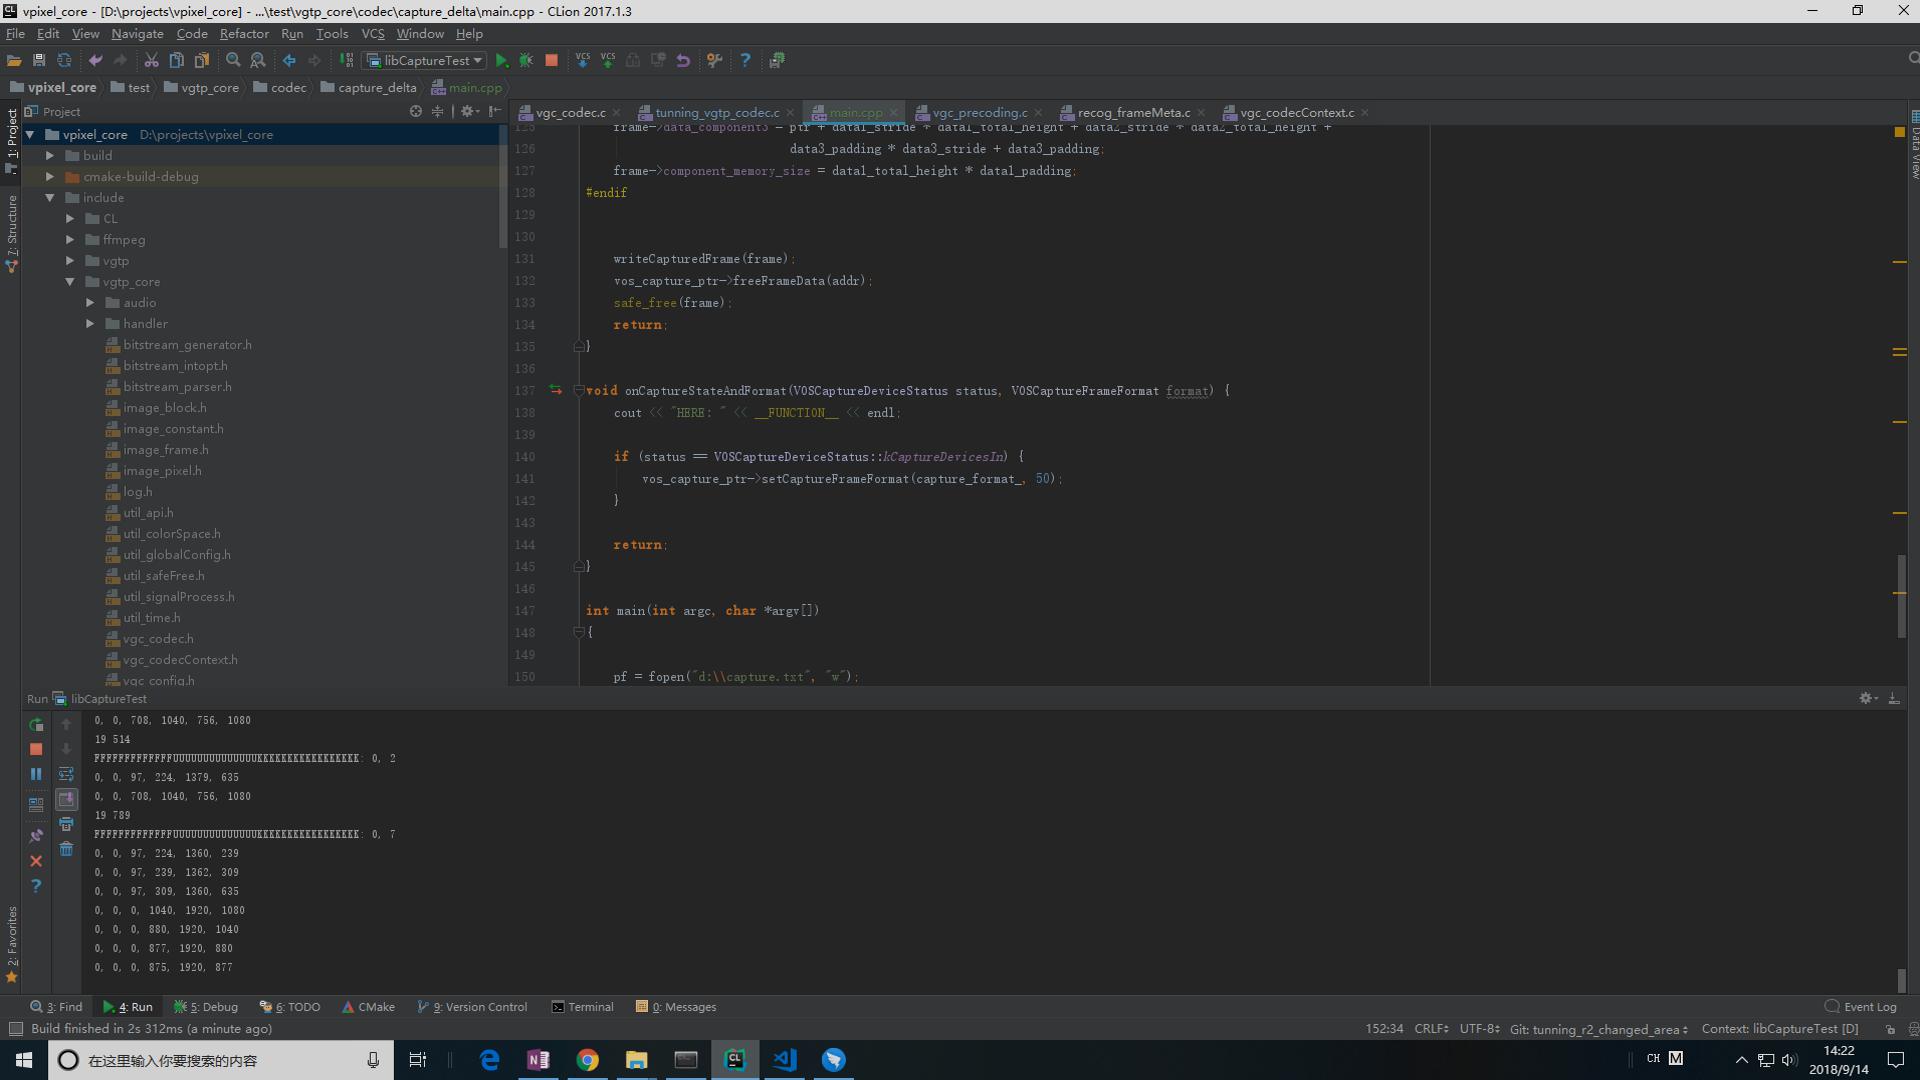 vpixel_core - [D:\projects\vpixel_core] - ...\test\vgtp_core\codec\capture_delta\main.cpp - CLion 2017.1.3
File Edit View Navigate Code Refactor Run Tools VCS Window Help
libCaptureTest
vpixel_core test vgtp_core codec capture_delta main.cpp
Project
vgc_codec.c tunning_vgtp_codec.c main.cpp vgc_precoding.c recog_frameMeta.c vgc_codecContext.c
1: Project
7: Structure
2: Favorites
Data View
vpixel_core D:\projects\vpixel_core
build
cmake-build-debug
include
CL
ffmpeg
vgtp
vgtp_core
audio
handler
bitstream_generator.h
bitstream_intopt.h
bitstream_parser.h
image_block.h
image_constant.h
image_frame.h
image_pixel.h
log.h
util_api.h
util_colorSpace.h
util_globalConfig.h
util_safeFree.h
util_signalProcess.h
util_time.h
vgc_codec.h
vgc_codecContext.h
vgc_config.h
125 frame->data_component3 = ptr + data1_stride * data1_total_height + data2_stride * data2_total_height +
126 data3_padding * data3_stride + data3_padding;
127 frame->component_memory_size = data1_total_height * data1_padding;
128 #endif
129
130
131 writeCapturedFrame(frame);
132 vos_capture_ptr->freeFrameData(addr);
133 safe_free(frame);
134 return;
135 }
136
137 void onCaptureStateAndFormat(VOSCaptureDeviceStatus status, VOSCaptureFrameFormat format) {
138 cout << "HERE: " << __FUNCTION__ << endl;
139
140 if (status == VOSCaptureDeviceStatus::kCaptureDevicesIn) {
141 vos_capture_ptr->setCaptureFrameFormat(capture_format_, 50);
142 }
143
144 return;
145 }
146
147 int main(int argc, char *argv[])
148 {
149
150 pf = fopen("d:\\capture.txt", "w");
Run libCaptureTest
0, 0, 708, 1040, 756, 1080
19 514
FFFFFFFFFFFFFUUUUUUUUUUUUUUUKKKKKKKKKKKKKKKKKK: 0, 2
0, 0, 97, 224, 1379, 635
0, 0, 708, 1040, 756, 1080
19 789
FFFFFFFFFFFFFUUUUUUUUUUUUUUUKKKKKKKKKKKKKKKKKK: 0, 7
0, 0, 97, 224, 1360, 239
0, 0, 97, 239, 1362, 309
0, 0, 97, 309, 1360, 635
0, 0, 0, 1040, 1920, 1080
0, 0, 0, 880, 1920, 1040
0, 0, 0, 877, 1920, 880
0, 0, 0, 875, 1920, 877
3: Find 4: Run 5: Debug 6: TODO CMake 9: Version Control Terminal 0: Messages Event Log
Build finished in 2s 312ms (a minute ago) 152:34 CRLF UTF-8 Git: tunning_r2_changed_area Context: libCaptureTest [D]
在这里输入你要搜索的内容
CH M
14:22
2018/9/14